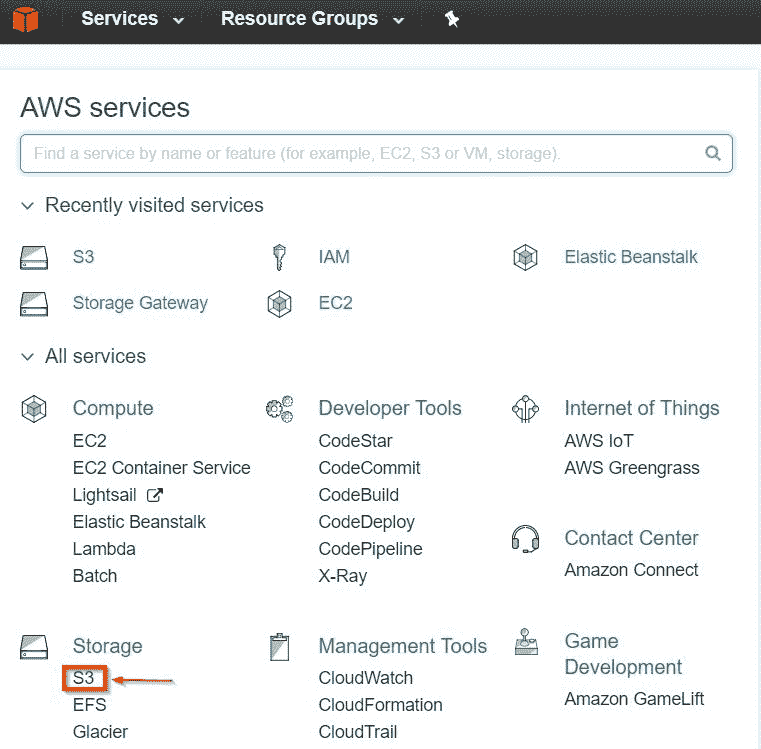 Services Resource Groups
AWS services
Find a service by name or feature (for example, EC2, S3 or VM, storage).
Recently visited services
S3 IAM Elastic Beanstalk
Storage Gateway EC2
All services
Compute
EC2
EC2 Container Service
Lightsail
Elastic Beanstalk
Lambda
Batch
Developer Tools
CodeStar
CodeCommit
CodeBuild
CodeDeploy
CodePipeline
X-Ray
Internet of Things
AWS IoT
AWS Greengrass
Contact Center
Amazon Connect
Storage
S3
EFS
Glacier
Management Tools
CloudWatch
CloudFormation
CloudTrail
Game
Development
Amazon GameLift